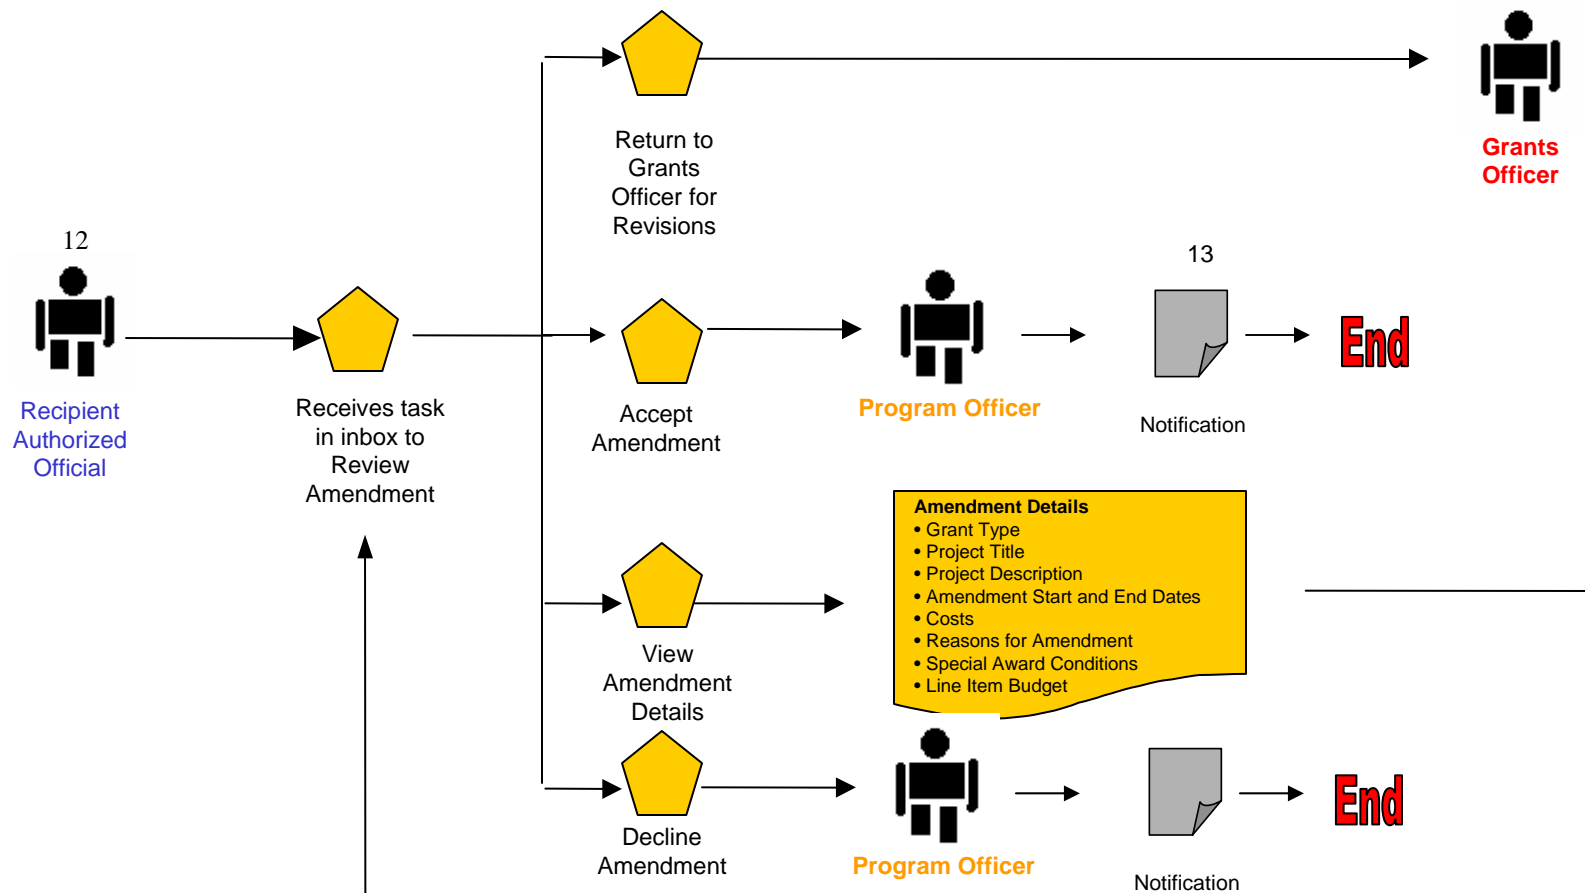 Return to
Grants
Officer for
Revisions
Grants
Officer
12
Recipient
Authorized
Official
Receives task
in inbox to
Review
Amendment
Accept
Amendment
Program Officer
13
Notification
End
View
Amendment
Details
Amendment Details
• Grant Type
• Project Title
• Project Description
• Amendment Start and End Dates
• Costs
• Reasons for Amendment
• Special Award Conditions
• Line Item Budget
Decline
Amendment
Program Officer
Notification
End